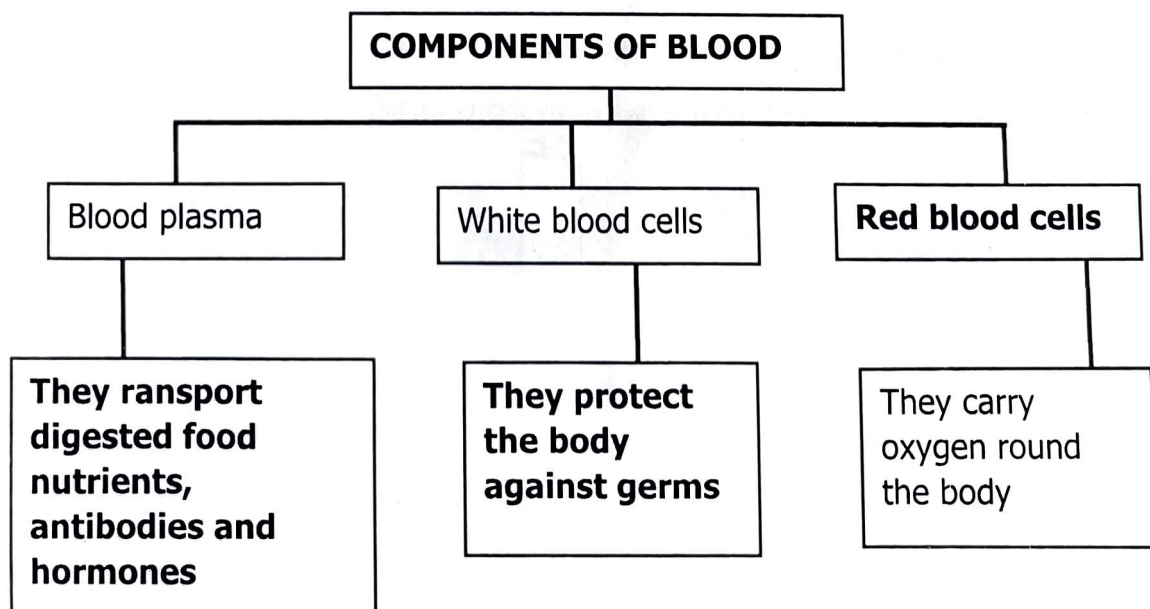 COMPONENTS OF BLOOD
Blood plasma
White blood cells
Red blood cells
They ransport
digested food
nutrients,
antibodies and
hormones
They protect
the body
against germs
They carry
oxygen round
the body